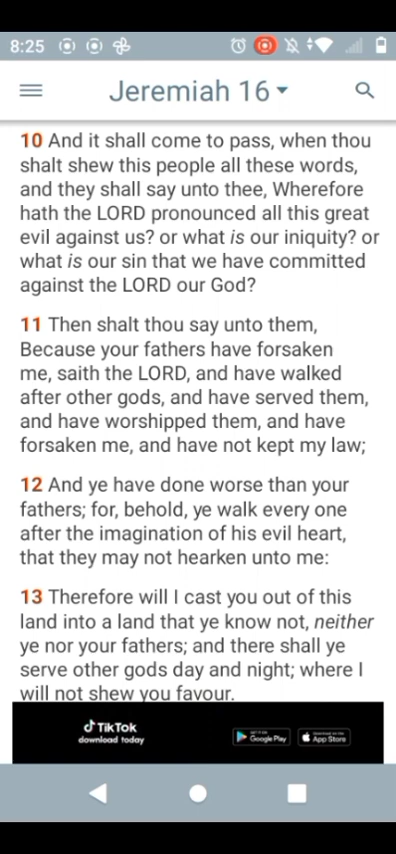 8:25
Jeremiah 16
10 And it shall come to pass, when thou
shalt shew this people all these words,
and they shall say unto thee, Wherefore
hath the LORD pronounced all this great
evil against us? or what is our iniquity? or
what is our sin that we have committed
against the LORD our God?
11 Then shalt thou say unto them,
Because your fathers have forsaken
me, saith the LORD, and have walked
after other gods, and have served them,
and have worshipped them, and have
forsaken me, and have not kept my law;
12 And ye have done worse than your
fathers; for, behold, ye walk every one
after the imagination of his evil heart,
that they may not hearken unto me:
13 Therefore will I cast you out of this
land into a land that ye know not, neither
ye nor your fathers; and there shall ye
serve other gods day and night; where I
will not shew you favour.
TikTok
download today
GET IT ON
Google Play
Download on the
App Store